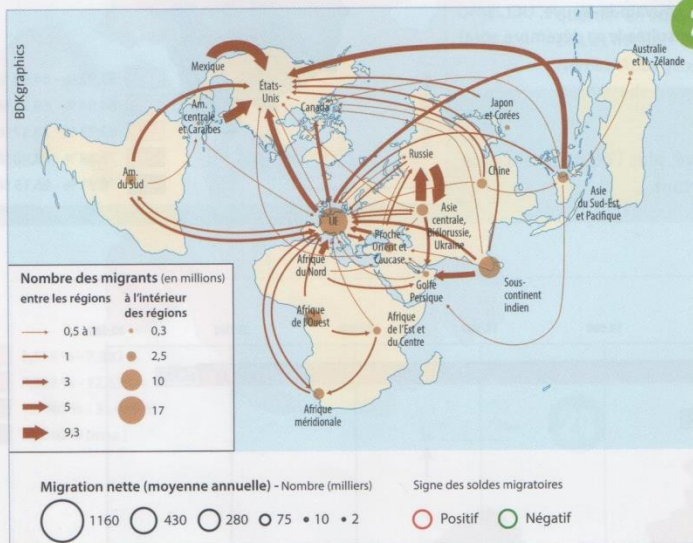 BDKgraphics
Mexique
États-
Unis
Am.
centrale
et Caraïbes
Canada
Australie
et N.-Zélande
Japon
et Corées
Russie
Chine
Am.
du Sud
UE
Asie
centrale,
Biélorussie,
Ukraine
Asie
du Sud-Est
et Pacifique
Proche-
Orient et
Caucase
Afrique
du Nord
Golfe
Persique
Sous-
continent
indien
Afrique
de l'Ouest
Afrique
de l'Est et
du Centre
Afrique
méridionale
Nombre des migrants (en millions)
entre les régions
à l'intérieur
des régions
0,5 à 1
0,3
1
2,5
3
10
5
17
9,3
Migration nette (moyenne annuelle) - Nombre (milliers)
Signe des soldes migratoires
1160 430 280 75 10 2
Positif Négatif